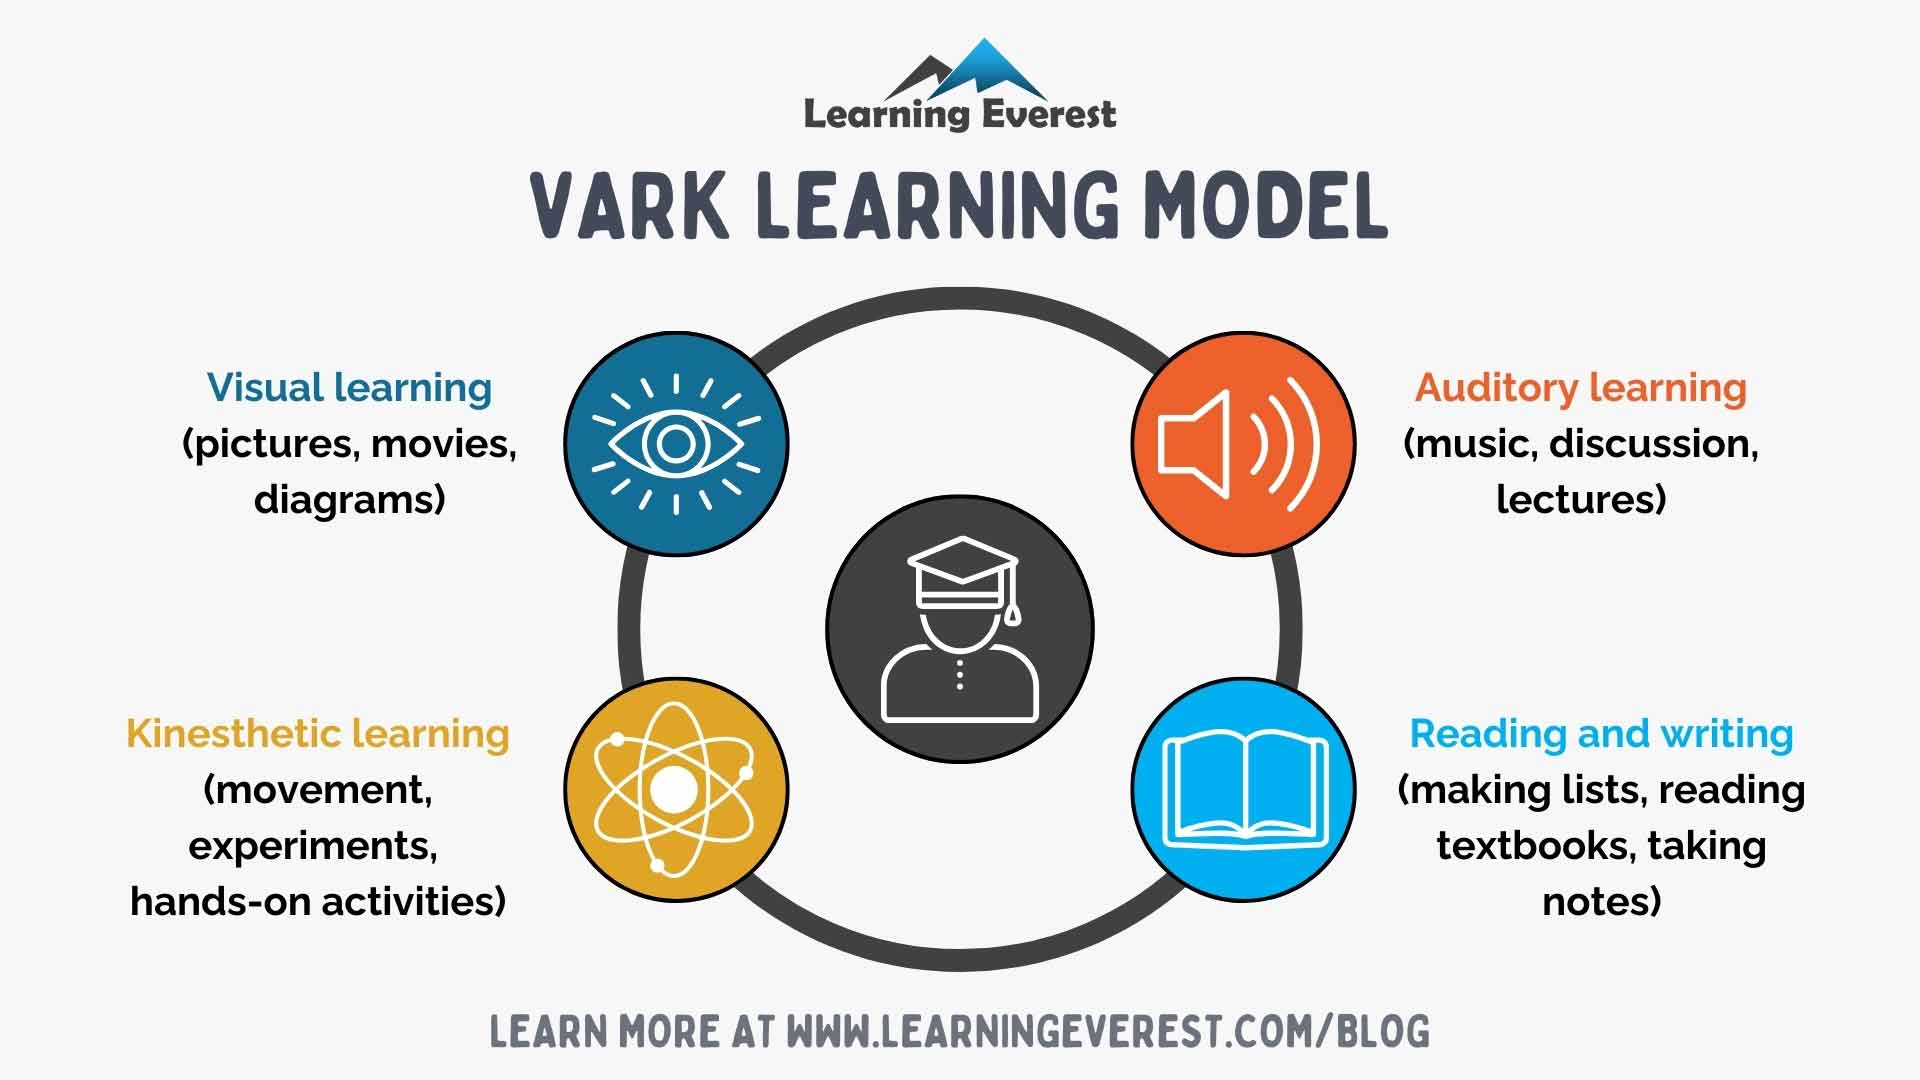 Learning Everest
VARK LEARNING MODEL
Visual learning
(pictures, movies,
diagrams)
Auditory learning
(music, discussion,
lectures)
Kinesthetic learning
(movement,
experiments,
hands-on activities)
Reading and writing
(making lists, reading
textbooks, taking
notes)
LEARN MORE AT WWW.LEARNINGEVEREST.COM/BLOG